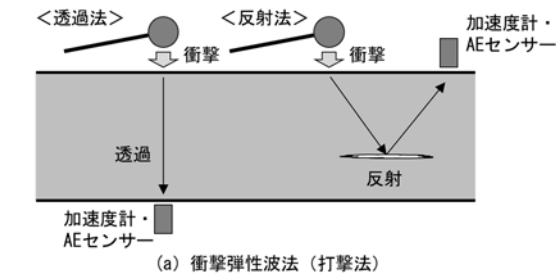 ＜透過法＞
＜反射法＞
加速度計・
AEセンサー
衝撃
衝撃
透過
反射
加速度計・
AEセンサー
(a) 衝撃弾性波法（打撃法）